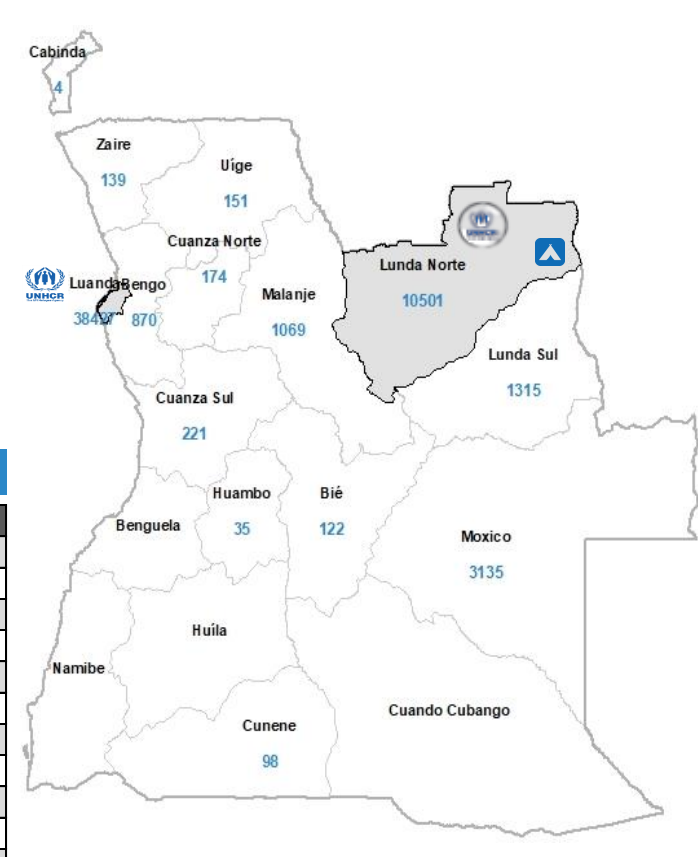 Cabinda
4
Zaire
139
Uíge
151
Cuanza Norte
174
UNHCR
Lunda Norte
10501
UNHCR
Luanda
Bengo
870
Malanje
1069
Lunda Sul
1315
Cuanza Sul
221
Huambo
35
Bié
122
Benguela
Moxico
3135
Huíla
Namibe
Cuando Cubango
Cunene
98